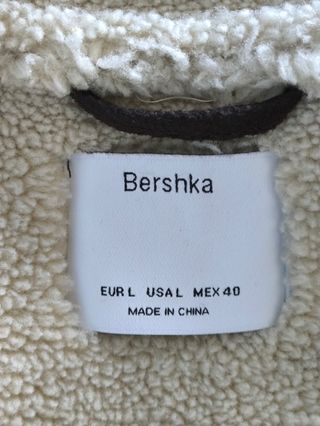 Bershka
EUR L USA L MEX 40
MADE IN CHINA